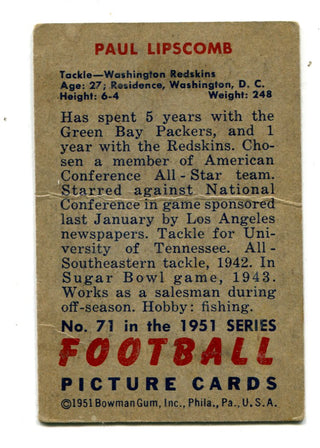 PAUL LIPSCOMB
Tackle—Washington Redskins
Age: 27; Residence, Washington, D. C.
Height: 6-4 Weight: 248
Has spent 5 years with the
Green Bay Packers, and 1
year with the Redskins. Cho-
sen a member of American
Conference All-Star team.
Starred against National
Conference in game sponsored
last January by Los Angeles
newspapers. Tackle for Uni-
versity of Tennessee. All-
Southeastern tackle, 1942. In
Sugar Bowl game, 1943.
Works as a salesman during
off-season. Hobby: fishing.
No. 71 in the 1951 SERIES
FOOTBALL
PICTURE CARDS
©1951 Bowman Gum, Inc., Phila., Pa., U.S.A.